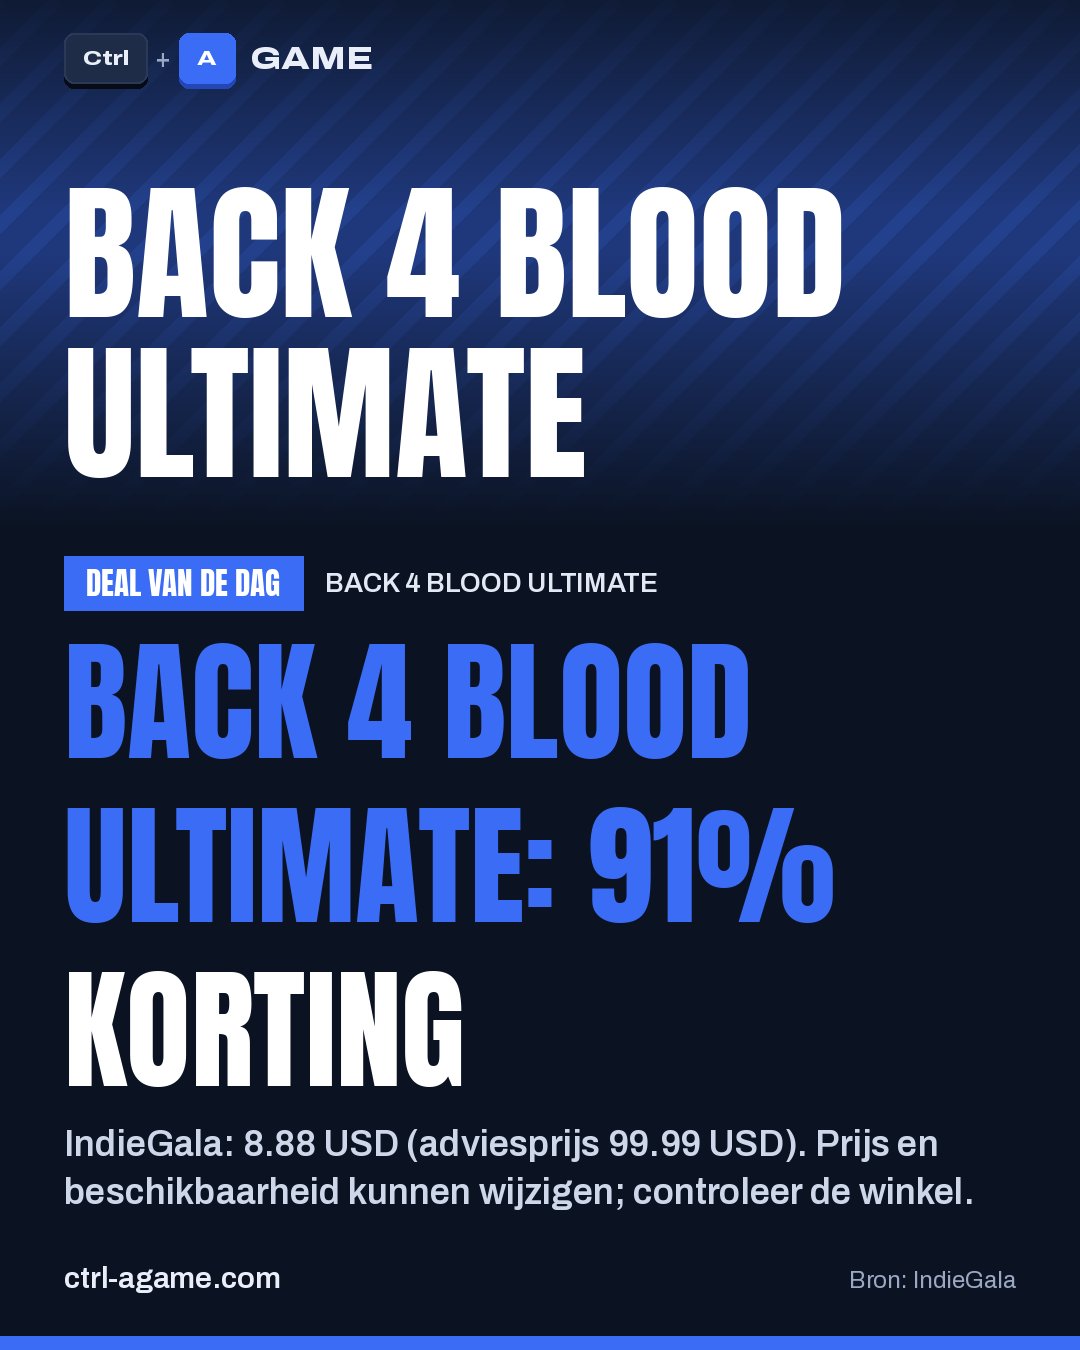 Ctrl + A GAME
BACK 4 BLOOD
ULTIMATE
DEAL VAN DE DAG BACK 4 BLOOD ULTIMATE
BACK 4 BLOOD
ULTIMATE: 91%
KORTING
IndieGala: 8.88 USD (adviesprijs 99.99 USD). Prijs en
beschikbaarheid kunnen wijzigen; controleer de winkel.
ctrl-agame.com Bron: IndieGala